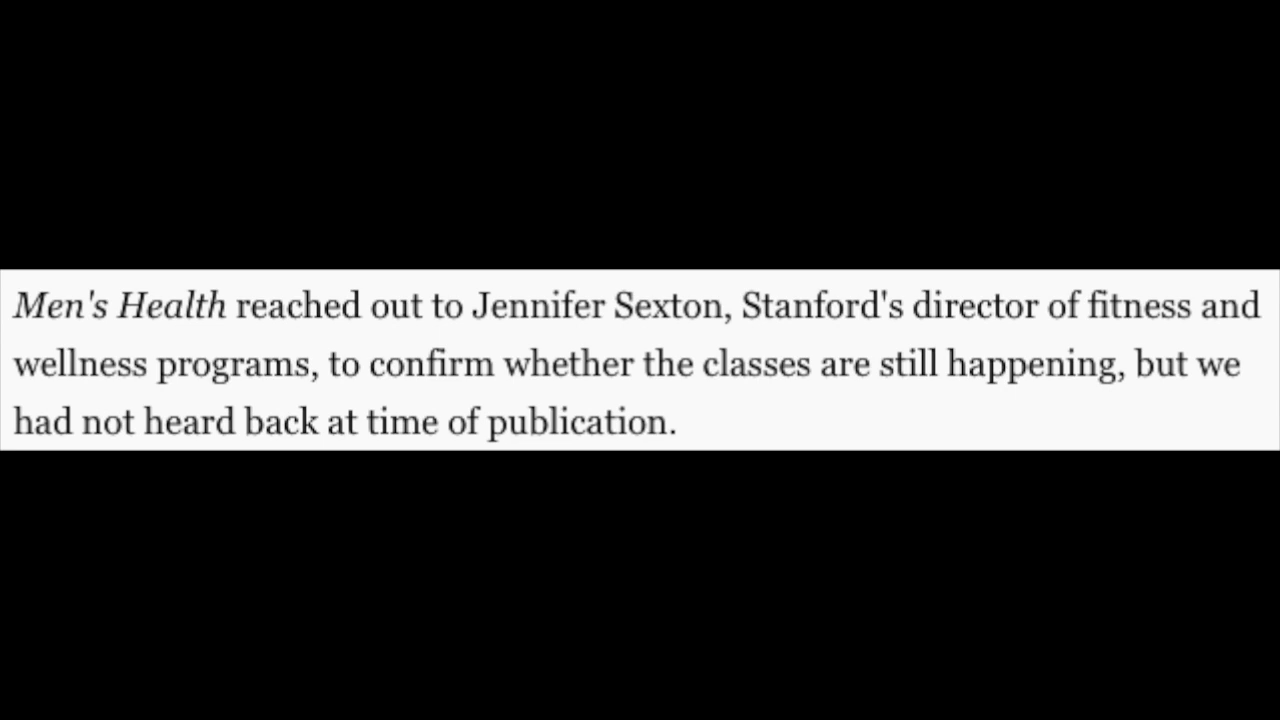 Men's Health reached out to Jennifer Sexton, Stanford's director of fitness and
wellness programs, to confirm whether the classes are still happening, but we
had not heard back at time of publication.